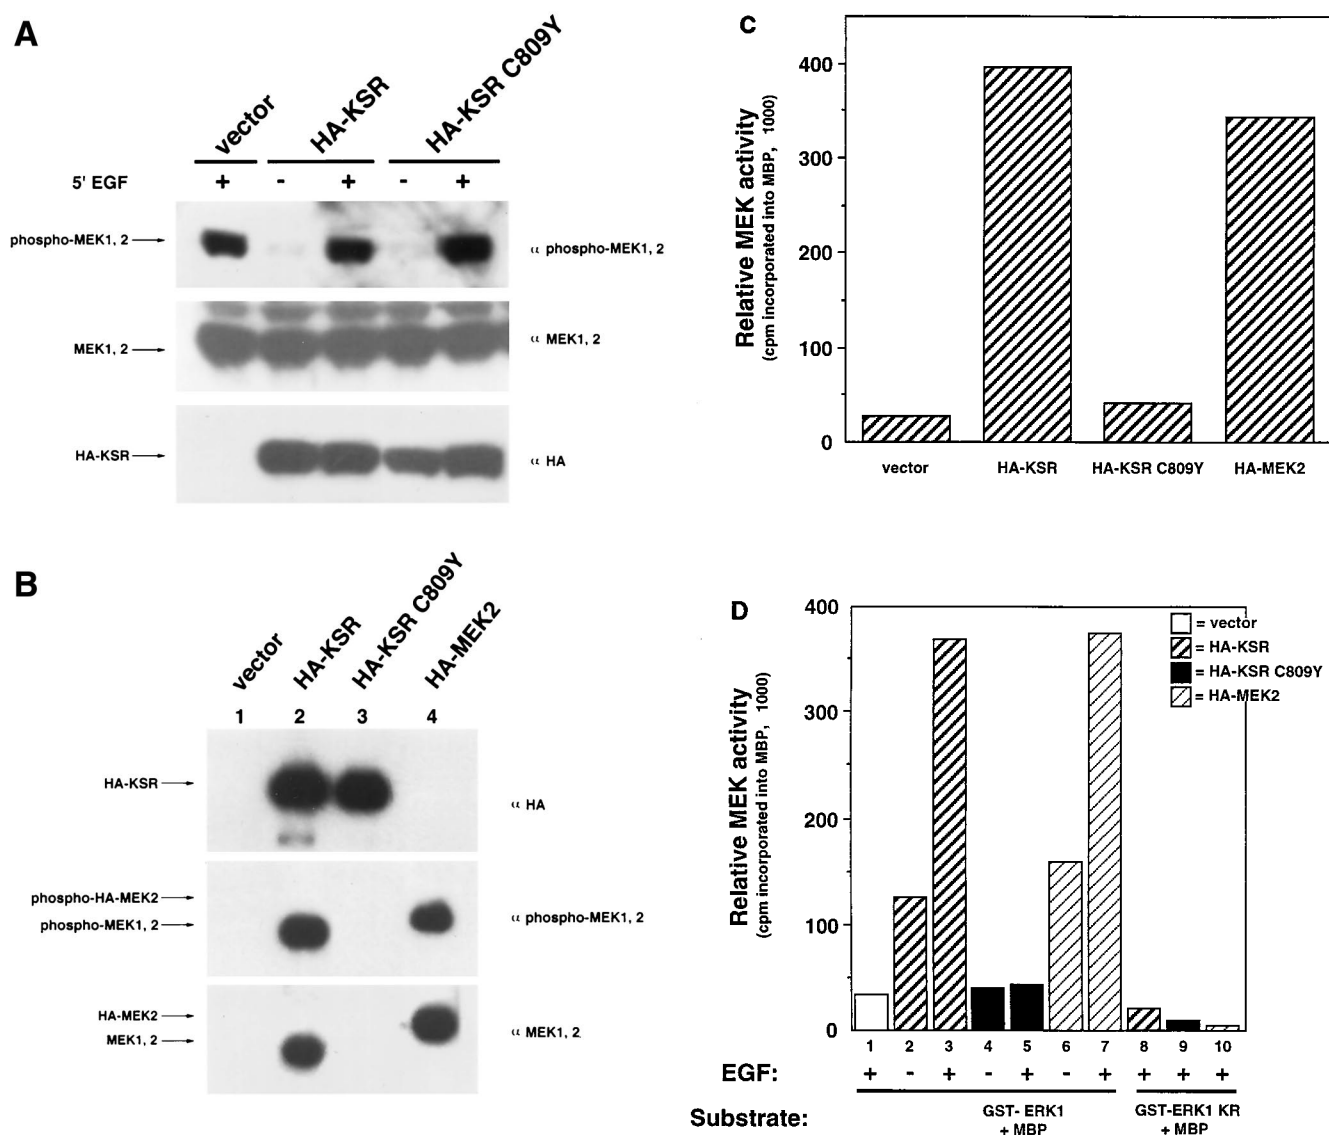 A
vector
HA-KSR
HA-KSR C809Y
5' EGF
+ - + - +
phospho-MEK1, 2
α phospho-MEK1, 2
MEK1, 2
α MEK1, 2
HA-KSR
α HA
B
vector
HA-KSR
HA-KSR C809Y
HA-MEK2
1 2 3 4
HA-KSR
α HA
phospho-HA-MEK2
phospho-MEK1, 2
α phospho-MEK1, 2
HA-MEK2
MEK1, 2
α MEK1, 2
C
Relative MEK activity
(cpm incorporated into MBP, 1000)
400
300
200
100
0
vector
HA-KSR
HA-KSR C809Y
HA-MEK2
D
Relative MEK activity
(cpm incorporated into MBP, 1000)
400
300
200
100
0
= vector
= HA-KSR
= HA-KSR C809Y
= HA-MEK2
1 2 3 4 5 6 7 8 9 10
EGF: + - + - + - + + + +
Substrate:
GST- ERK1
+ MBP
GST-ERK1 KR
+ MBP